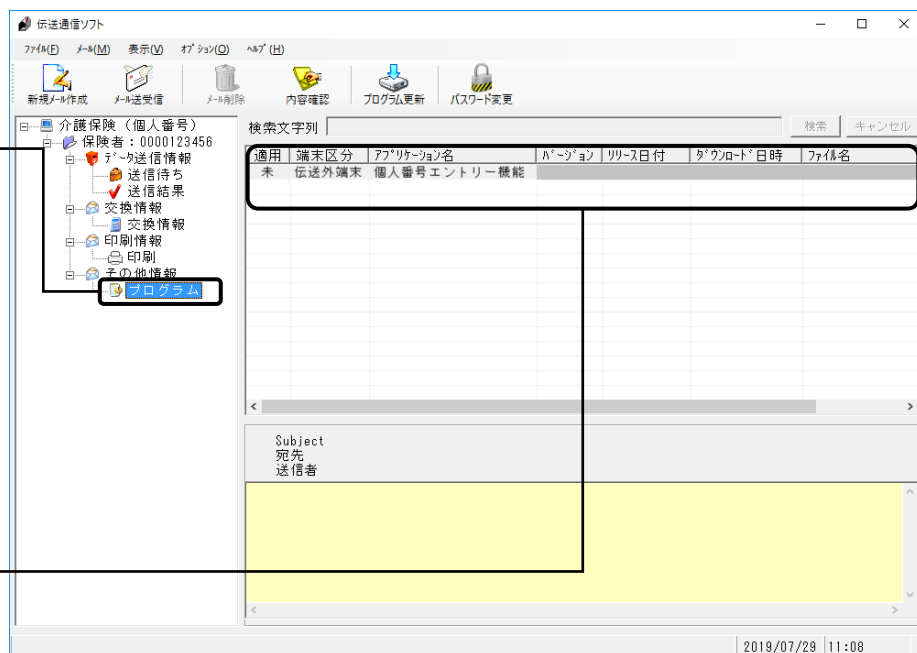 伝送通信ソフト
ファイル(F) メール(M) 表示(V) オプション(O) ヘルプ(H)
新規メール作成 メール送受信 メール削除 内容確認 プログラム更新 パスワード変更
介護保険（個人番号）
保険者：0000123456
データ送信情報
送信待ち
送信結果
交換情報
交換情報
印刷情報
印刷
その他情報
プログラム
検索文字列 検索 キャンセル
適用 端末区分 アプリケーション名 バージョン リリース日付 ダウンロード日時 ファイル名
未 伝送外端末 個人番号エントリー機能
Subject
宛先
送信者
2019/07/29 11:08